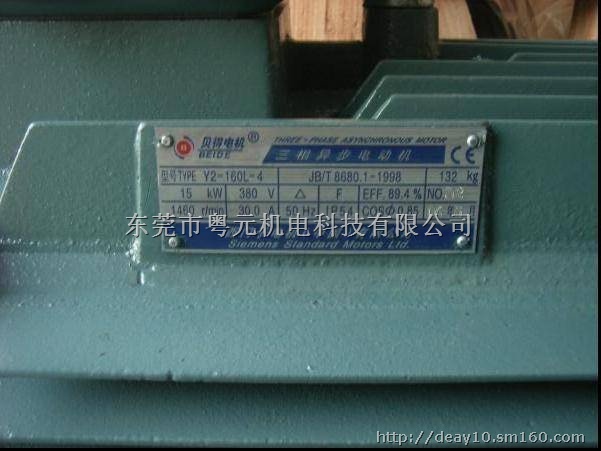 贝得电机®
BEIDE
THREE-PHASE ASYNCHRONOUS MOTOR
三相异步电动机
CE
型号TYPE Y2-160L-4 JB/T 8680.1-1998 132 kg
15 kW 380 V △ F EFF. 89.4 % NO.
1460 r/min 30.0 A 50 Hz IP54 COSΦ 0.85
东莞市粤元机电科技有限公司
Siemens Standard Motors Ltd.
http://deay10.sm160.com/